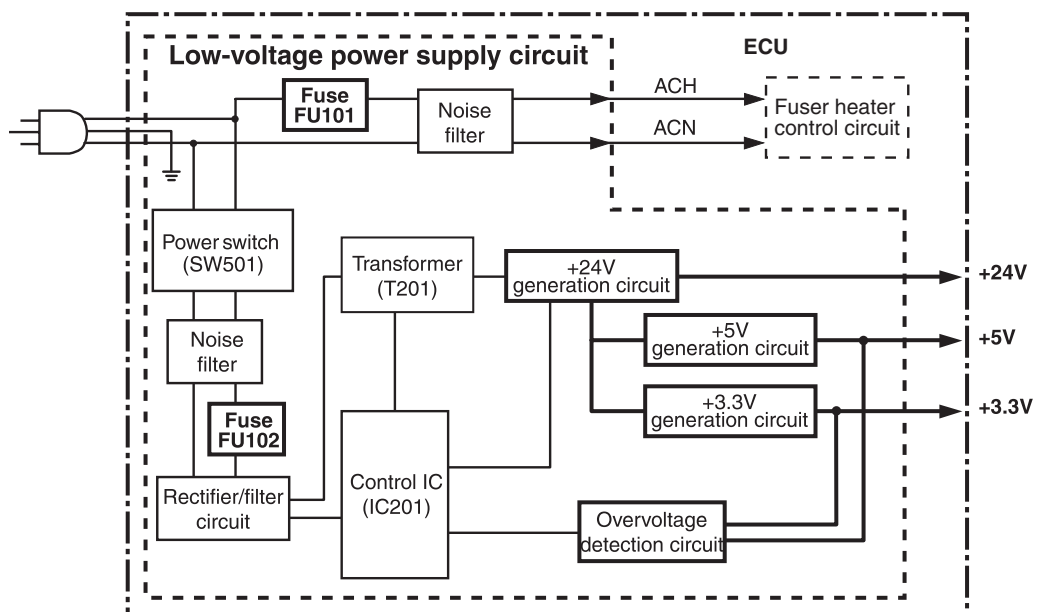 ECU
Low-voltage power supply circuit
Fuse
FU101
Noise
filter
ACH
ACN
Fuser heater
control circuit
Power switch
(SW501)
Transformer
(T201)
+24V
generation circuit
+24V
Noise
filter
+5V
generation circuit
+5V
Fuse
FU102
+3.3V
generation circuit
+3.3V
Rectifier/filter
circuit
Control IC
(IC201)
Overvoltage
detection circuit